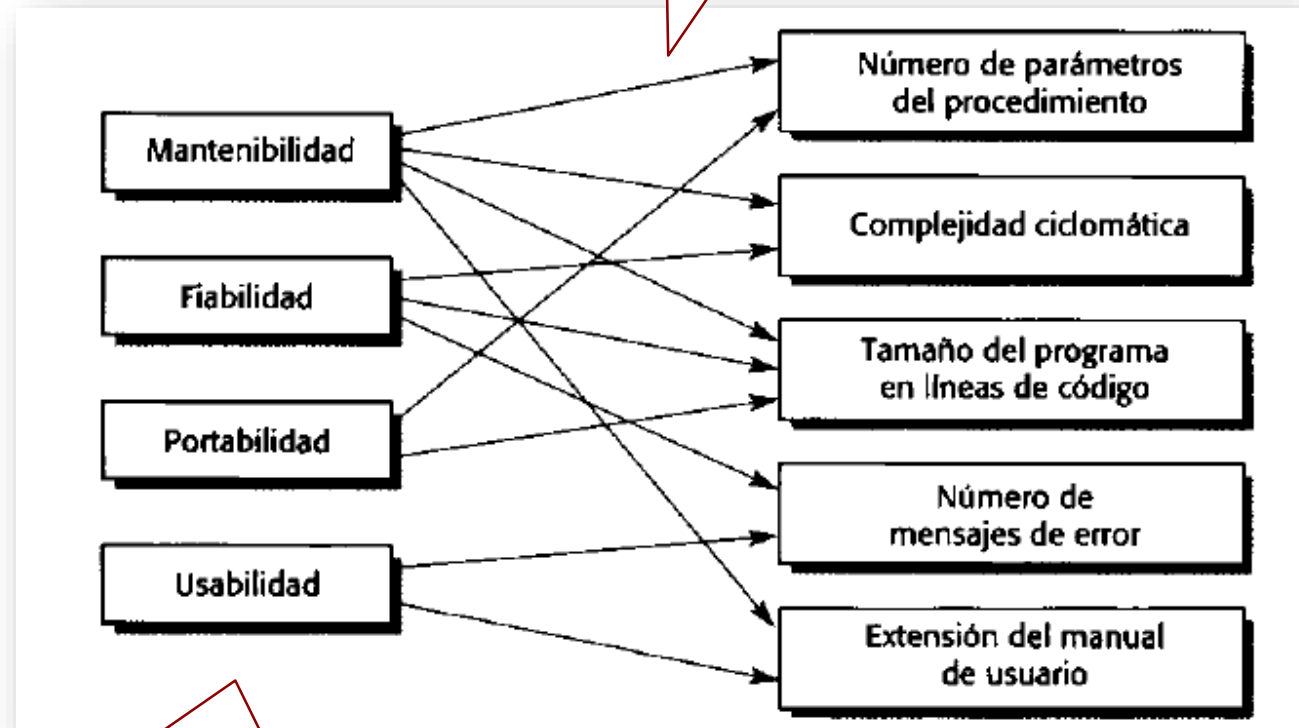 Mantenibilidad
Fiabilidad
Portabilidad
Usabilidad
Número de parámetros
del procedimiento
Complejidad ciclomática
Tamaño del programa
en líneas de código
Número de
mensajes de error
Extensión del manual
de usuario